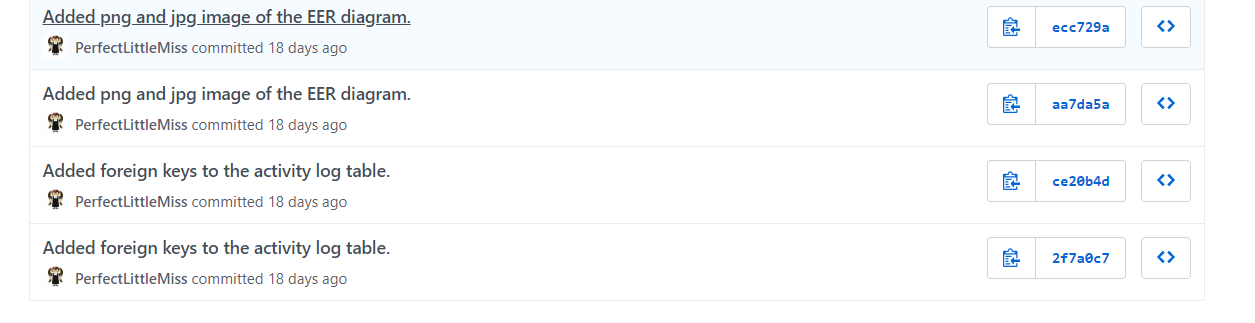 Added png and jpg image of the EER diagram.
PerfectLittleMiss committed 18 days ago
ecc729a
Added png and jpg image of the EER diagram.
PerfectLittleMiss committed 18 days ago
aa7da5a
Added foreign keys to the activity log table.
PerfectLittleMiss committed 18 days ago
ce20b4d
Added foreign keys to the activity log table.
PerfectLittleMiss committed 18 days ago
2f7a0c7